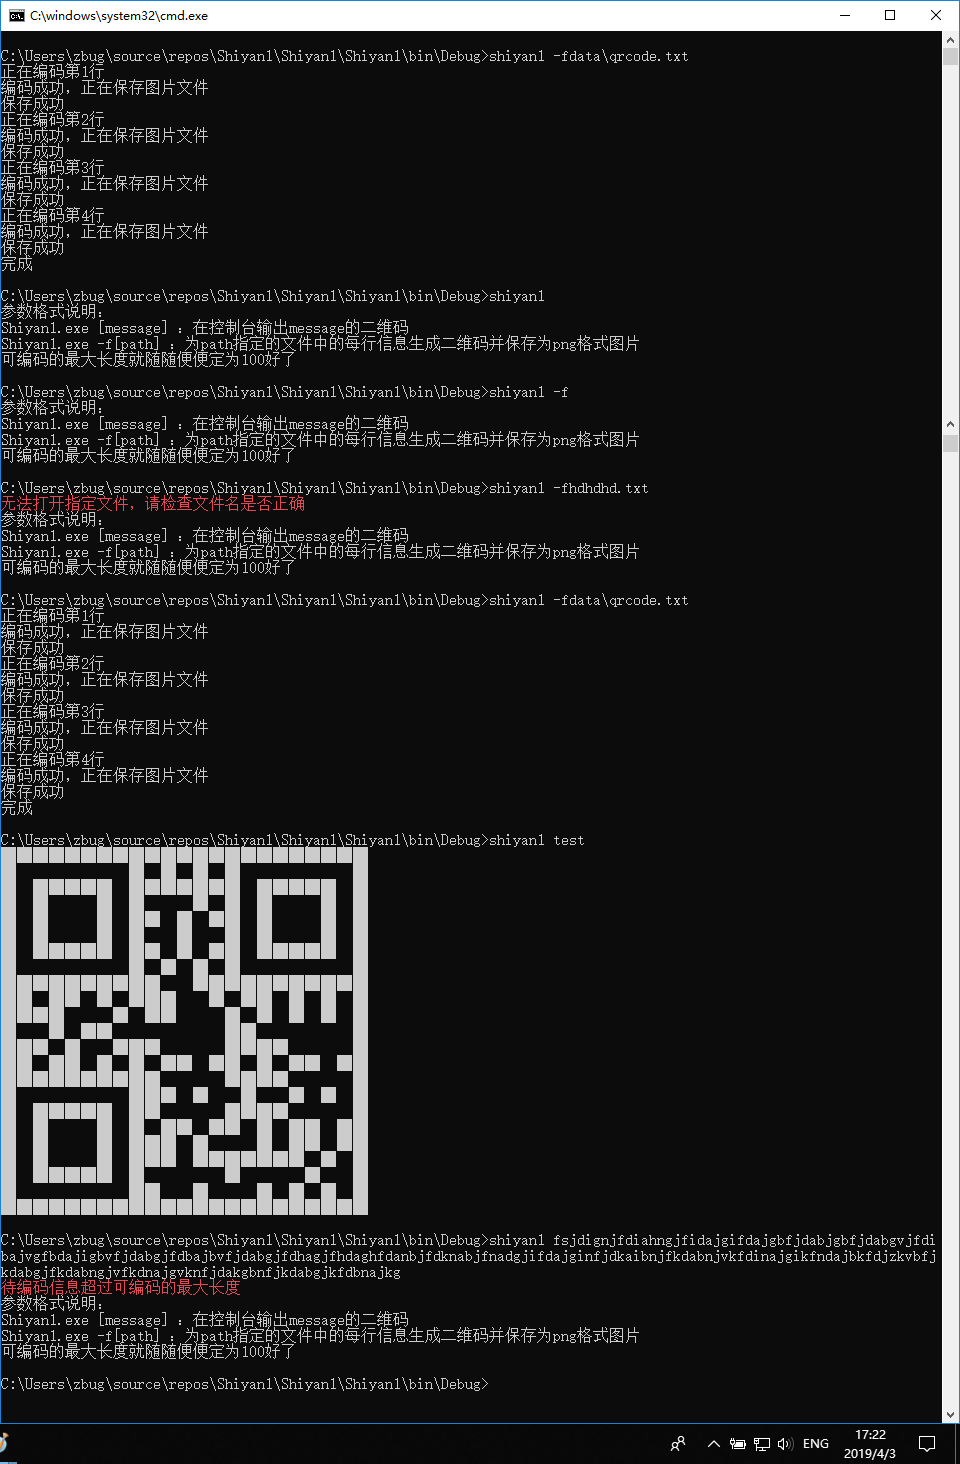 C:\windows\system32\cmd.exe
C:\Users\zbug\source\repos\Shiyan1\Shiyan1\Shiyan1\bin\Debug>shiyan1 -fdata\qrcode.txt
正在编码第1行
编码成功，正在保存图片文件
保存成功
正在编码第2行
编码成功，正在保存图片文件
保存成功
正在编码第3行
编码成功，正在保存图片文件
保存成功
正在编码第4行
编码成功，正在保存图片文件
保存成功
完成
C:\Users\zbug\source\repos\Shiyan1\Shiyan1\Shiyan1\bin\Debug>shiyan1
参数格式说明：
Shiyan1.exe [message] ：在控制台输出message的二维码
Shiyan1.exe -f[path] ：为path指定的文件中的每行信息生成二维码并保存为png格式图片
可编码的最大长度就随随便便定为100好了
C:\Users\zbug\source\repos\Shiyan1\Shiyan1\Shiyan1\bin\Debug>shiyan1 -f
参数格式说明：
Shiyan1.exe [message] ：在控制台输出message的二维码
Shiyan1.exe -f[path] ：为path指定的文件中的每行信息生成二维码并保存为png格式图片
可编码的最大长度就随随便便定为100好了
C:\Users\zbug\source\repos\Shiyan1\Shiyan1\Shiyan1\bin\Debug>shiyan1 -fhdhdhd.txt
无法打开指定文件，请检查文件名是否正确
参数格式说明：
Shiyan1.exe [message] ：在控制台输出message的二维码
Shiyan1.exe -f[path] ：为path指定的文件中的每行信息生成二维码并保存为png格式图片
可编码的最大长度就随随便便定为100好了
C:\Users\zbug\source\repos\Shiyan1\Shiyan1\Shiyan1\bin\Debug>shiyan1 -fdata\qrcode.txt
正在编码第1行
编码成功，正在保存图片文件
保存成功
正在编码第2行
编码成功，正在保存图片文件
保存成功
正在编码第3行
编码成功，正在保存图片文件
保存成功
正在编码第4行
编码成功，正在保存图片文件
保存成功
完成
C:\Users\zbug\source\repos\Shiyan1\Shiyan1\Shiyan1\bin\Debug>shiyan1 test
C:\Users\zbug\source\repos\Shiyan1\Shiyan1\Shiyan1\bin\Debug>shiyan1 fsjdignjfdiahngjfidajgifdajgbfjdabjgbfjdabgvjfdi
bajvgfbdajigbvfjdabgjfdbajbvfjdabgjfdhagjfhdaghfdanbjfdknabjfnadgjifdajginfjdkaibnjfkdabnjvkfdinajgikfndajbkfdjzkvbfj
kdabgjfkdabngjvfkdnajgvknfjdakgbnfjkdabgjkfdbnajkg
待编码信息超过可编码的最大长度
参数格式说明：
Shiyan1.exe [message] ：在控制台输出message的二维码
Shiyan1.exe -f[path] ：为path指定的文件中的每行信息生成二维码并保存为png格式图片
可编码的最大长度就随随便便定为100好了
C:\Users\zbug\source\repos\Shiyan1\Shiyan1\Shiyan1\bin\Debug>
ENG
17:22
2019/4/3